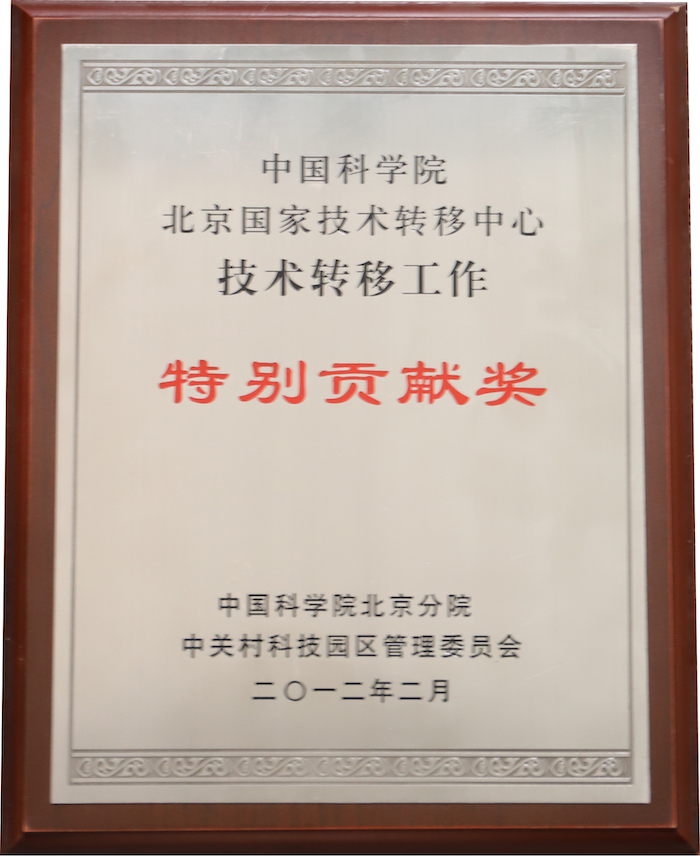 中国科学院
北京国家技术转移中心
技术转移工作
特别贡献奖
中国科学院北京分院
中关村科技园区管理委员会
二〇一二年二月